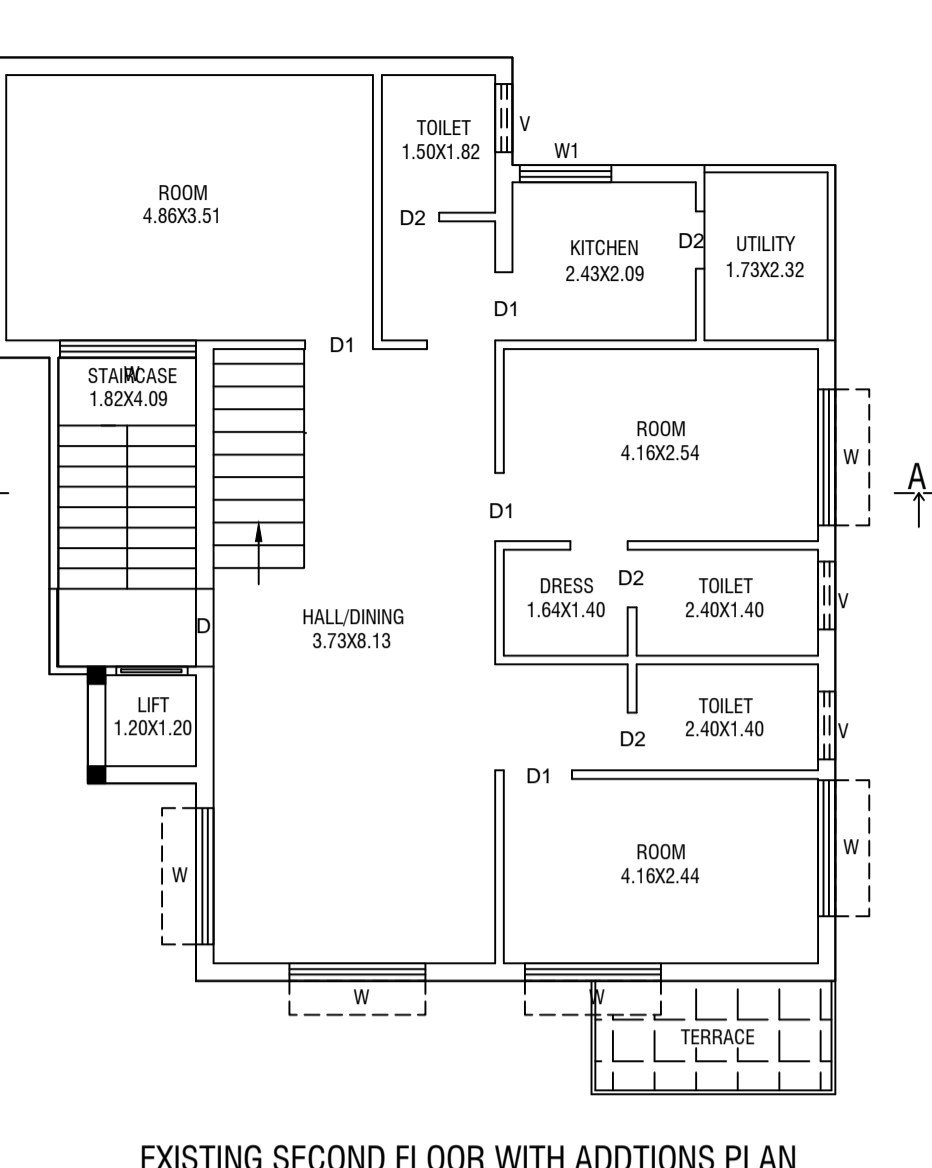 TOILET
1.50X1.82
V
W1
ROOM
4.86X3.51
D2
KITCHEN
2.43X2.09
D2
UTILITY
1.73X2.32
D1
D1
W
STAIRCASE
1.82X4.09
ROOM
4.16X2.54
W
A
D1
DRESS
1.64X1.40
D2
TOILET
2.40X1.40
V
HALL/DINING
3.73X8.13
D
LIFT
1.20X1.20
TOILET
2.40X1.40
V
D2
D1
ROOM
4.16X2.44
W
W
W
W
TERRACE
EXISTING SECOND FLOOR WITH ADDTIONS PLAN